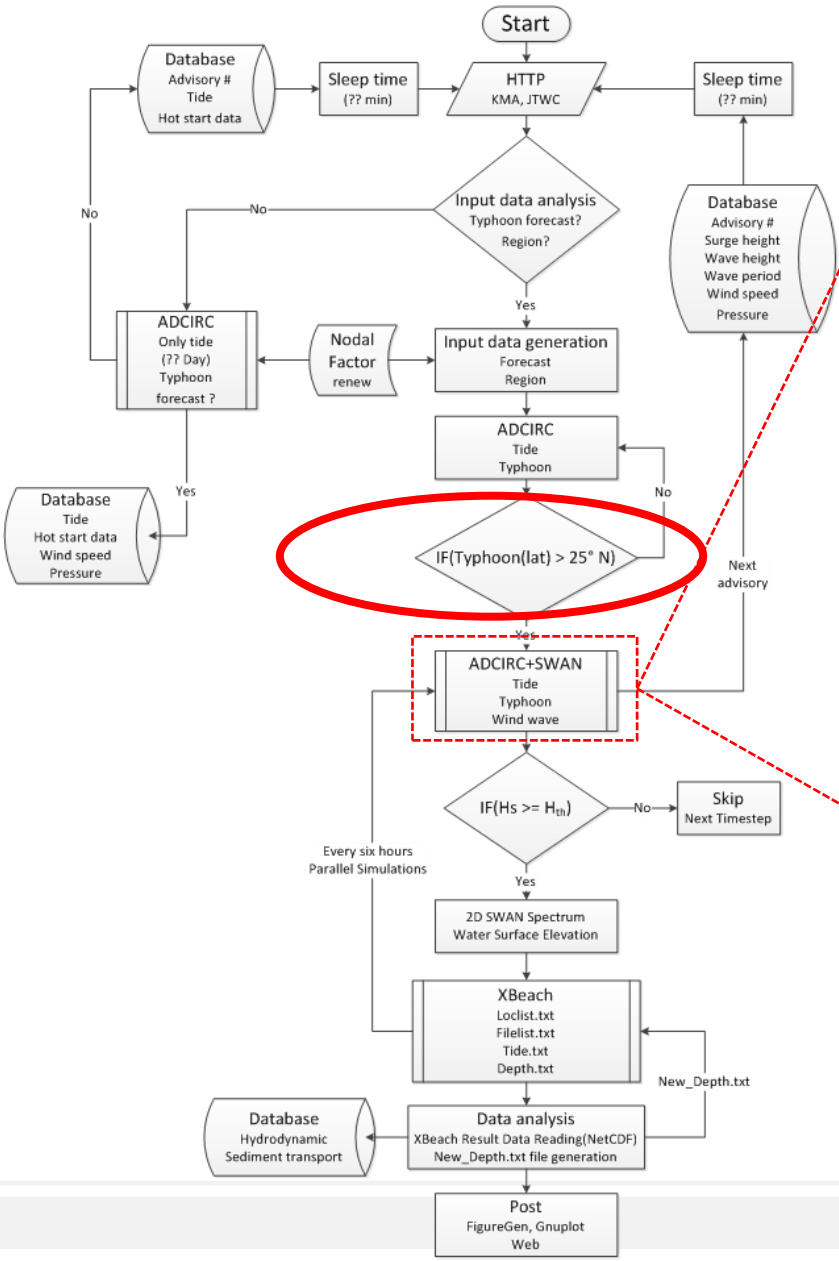 Start
Database
Advisory #
Tide
Hot start data
Sleep time
(?? min)
HTTP
KMA, JTWC
Sleep time
(?? min)
Input data analysis
Typhoon forecast?
Region?
No
No
Database
Advisory #
Surge height
Wave height
Wave period
Wind speed
Pressure
Yes
ADCIRC
Only tide
(?? Day)
Typhoon
forecast ?
Nodal
Factor
renew
Input data generation
Forecast
Region
ADCIRC
Tide
Typhoon
No
Yes
Database
Tide
Hot start data
Wind speed
Pressure
IF(Typhoon(lat) > 25° N)
Next
advisory
Yes
ADCIRC+SWAN
Tide
Typhoon
Wind wave
IF(Hs >= Hth)
No
Skip
Next Timestep
Every six hours
Parallel Simulations
Yes
2D SWAN Spectrum
Water Surface Elevation
XBeach
Loclist.txt
Filelist.txt
Tide.txt
Depth.txt
New_Depth.txt
Database
Hydrodynamic
Sediment transport
Data analysis
XBeach Result Data Reading(NetCDF)
New_Depth.txt file generation
Post
FigureGen, Gnuplot
Web